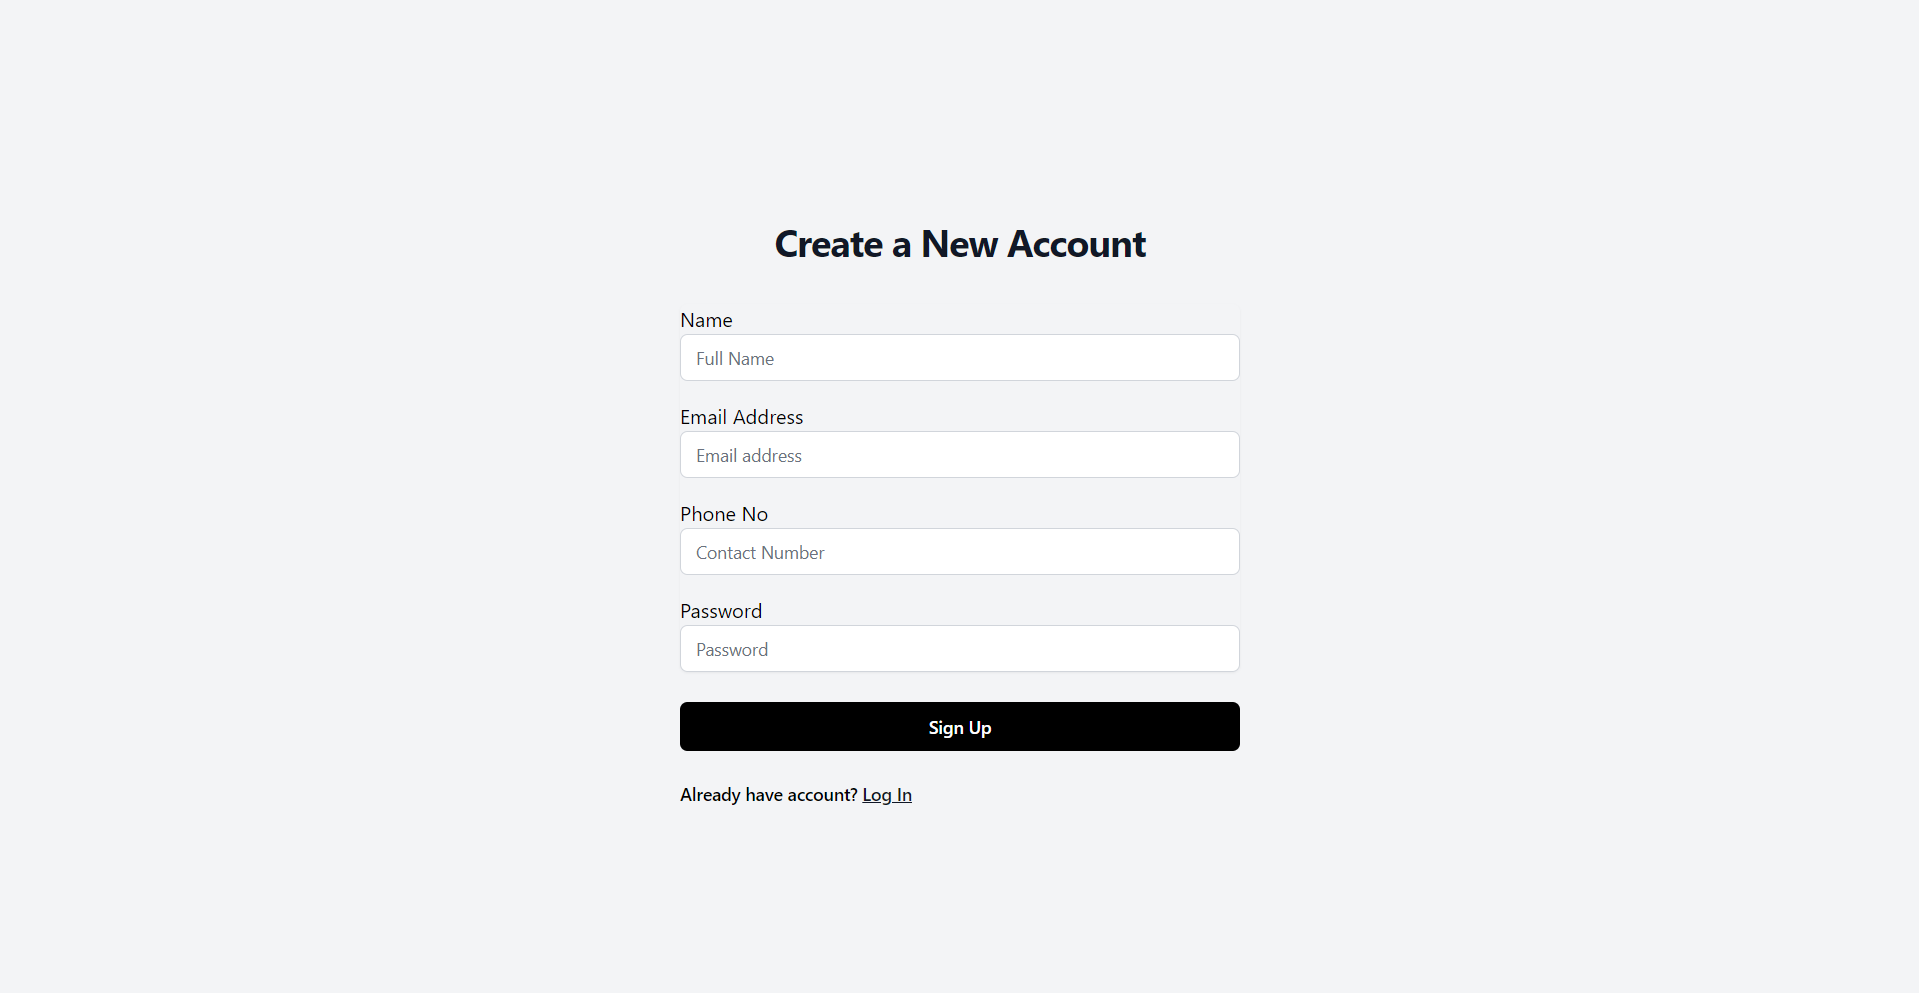 Create a New Account
Name
Full Name
Email Address
Email address
Phone No
Contact Number
Password
Password
Sign Up
Already have account? Log In